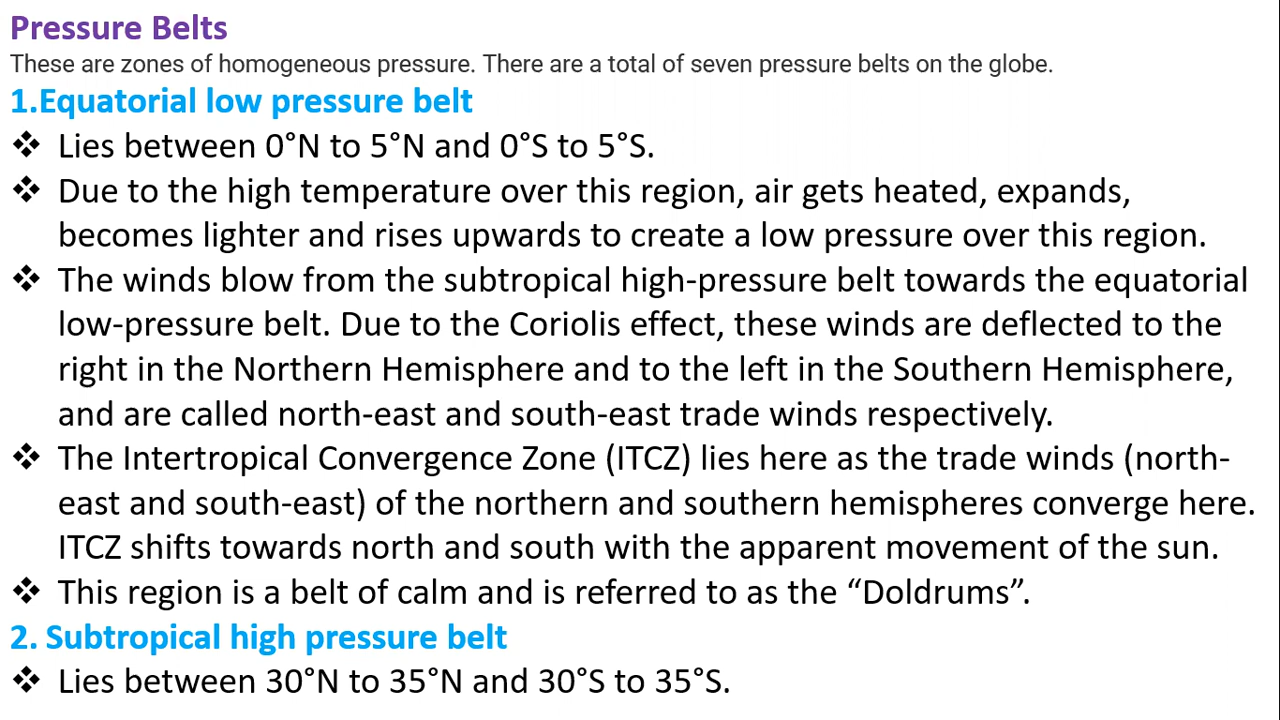 Pressure Belts
These are zones of homogeneous pressure. There are a total of seven pressure belts on the globe.
1.Equatorial low pressure belt
❖ Lies between 0°N to 5°N and 0°S to 5°S.
❖ Due to the high temperature over this region, air gets heated, expands,
becomes lighter and rises upwards to create a low pressure over this region.
❖ The winds blow from the subtropical high-pressure belt towards the equatorial
low-pressure belt. Due to the Coriolis effect, these winds are deflected to the
right in the Northern Hemisphere and to the left in the Southern Hemisphere,
and are called north-east and south-east trade winds respectively.
❖ The Intertropical Convergence Zone (ITCZ) lies here as the trade winds (north-
east and south-east) of the northern and southern hemispheres converge here.
ITCZ shifts towards north and south with the apparent movement of the sun.
❖ This region is a belt of calm and is referred to as the “Doldrums”.
2. Subtropical high pressure belt
❖ Lies between 30°N to 35°N and 30°S to 35°S.